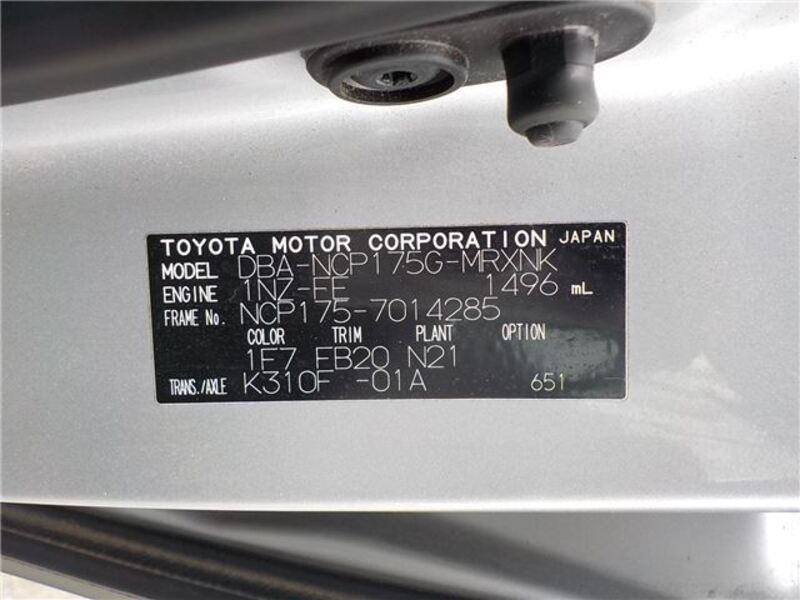 TOYOTA MOTOR CORPORATION JAPAN
MODEL DBA-NCP175G-MRXNK
ENGINE 1NZ-FE 1496 mL
FRAME No. NCP175-7014285
COLOR TRIM PLANT OPTION
1F7 FB20 N21
TRANS./AXLE K310F -01A 651